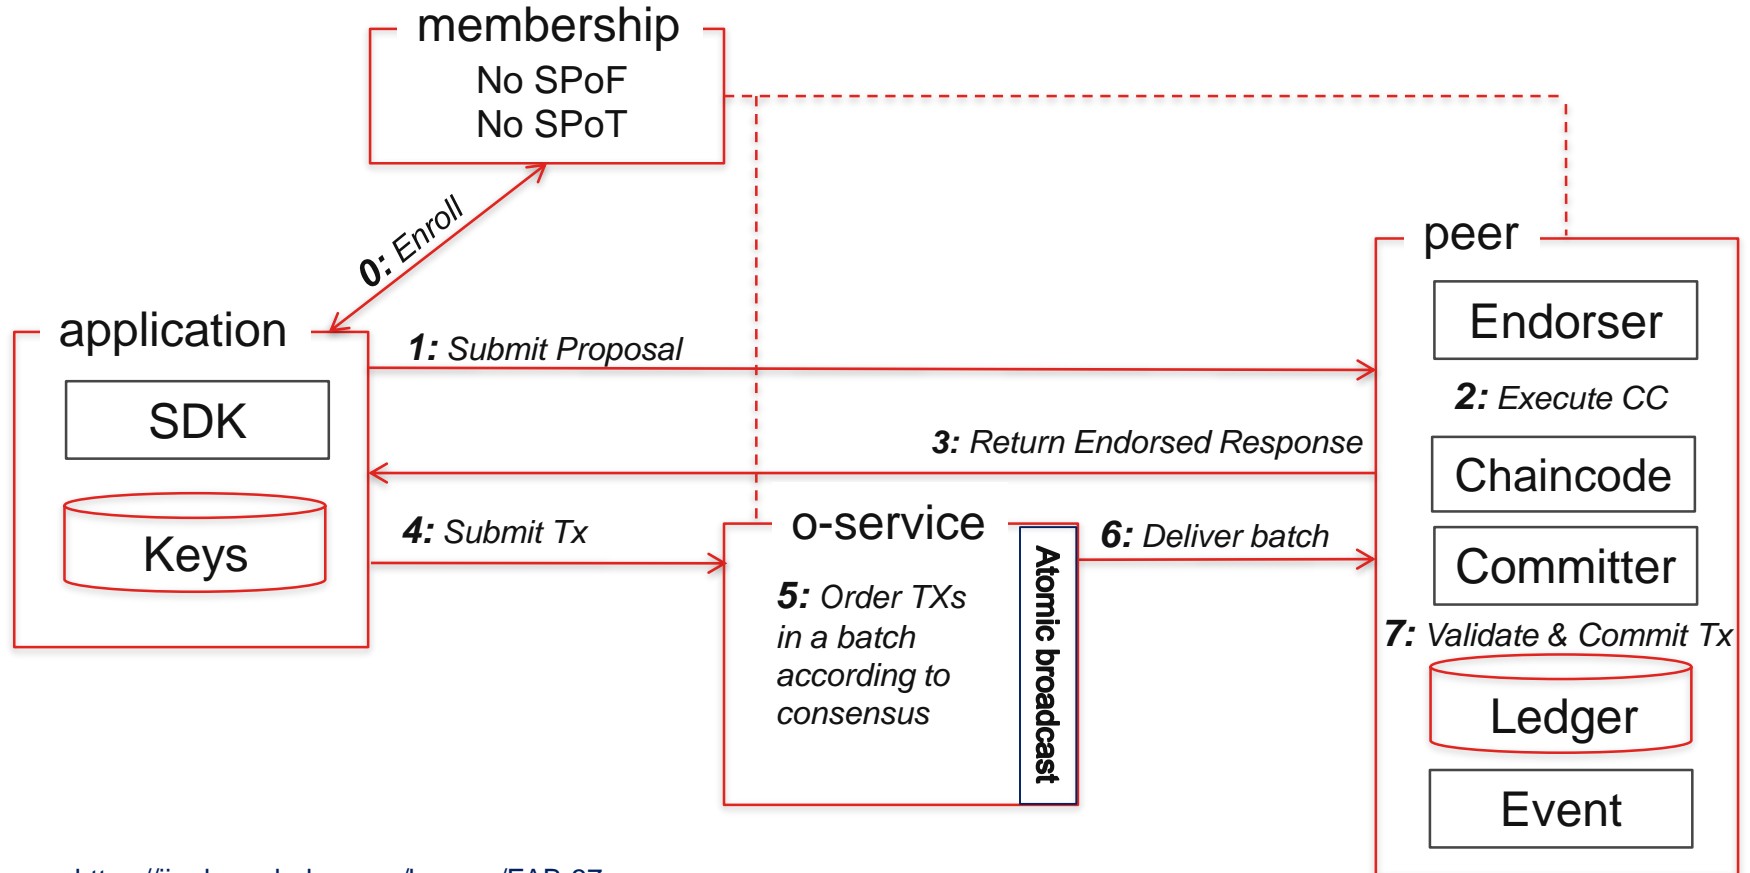 membership
No SPoF
No SPoT
0: Enroll
application
SDK
Keys
1: Submit Proposal
3: Return Endorsed Response
4: Submit Tx
o-service
5: Order TXs
in a batch
according to
consensus
Atomic broadcast
6: Deliver batch
peer
Endorser
2: Execute CC
Chaincode
Committer
7: Validate & Commit Tx
Ledger
Event